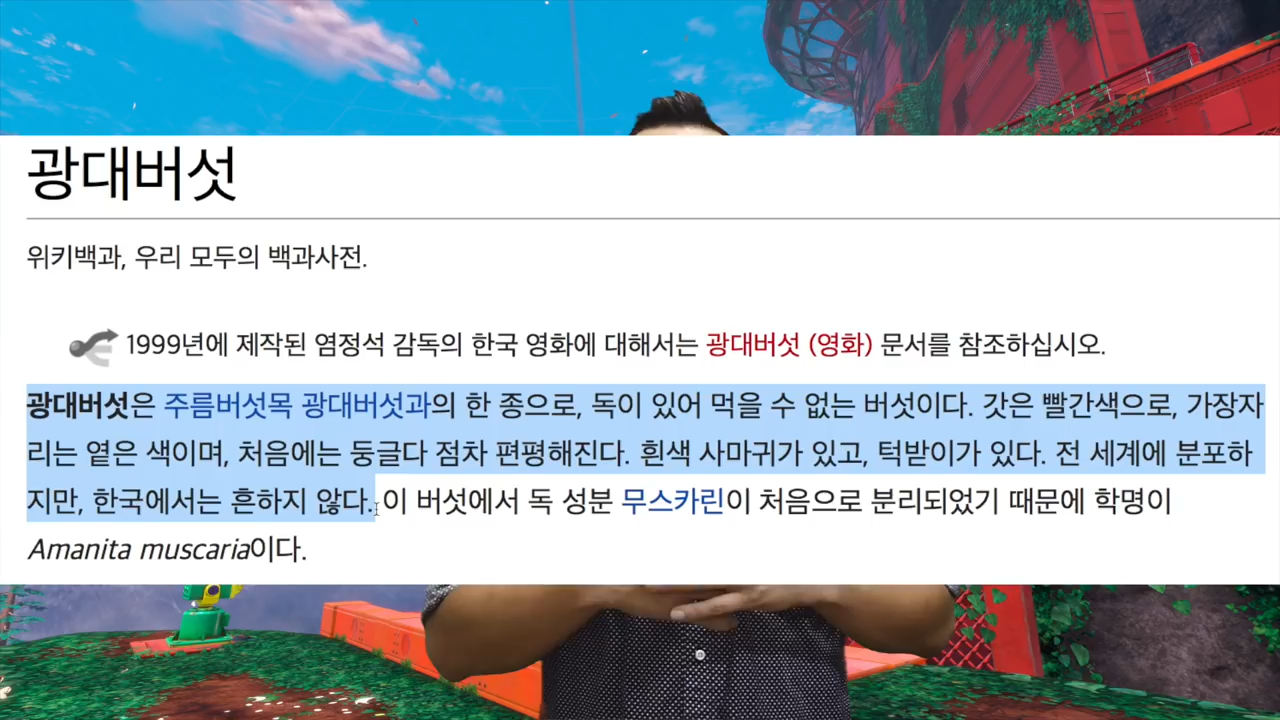 광대버섯
위키백과, 우리 모두의 백과사전.
1999년에 제작된 염정석 감독의 한국 영화에 대해서는 광대버섯 (영화) 문서를 참조하십시오.
광대버섯은 주름버섯목 광대버섯과의 한 종으로, 독이 있어 먹을 수 없는 버섯이다. 갓은 빨간색으로, 가장자
리는 옅은 색이며, 처음에는 둥글다 점차 편평해진다. 흰색 사마귀가 있고, 턱받이가 있다. 전 세계에 분포하
지만, 한국에서는 흔하지 않다. 이 버섯에서 독 성분 무스카린이 처음으로 분리되었기 때문에 학명이
Amanita muscaria이다.